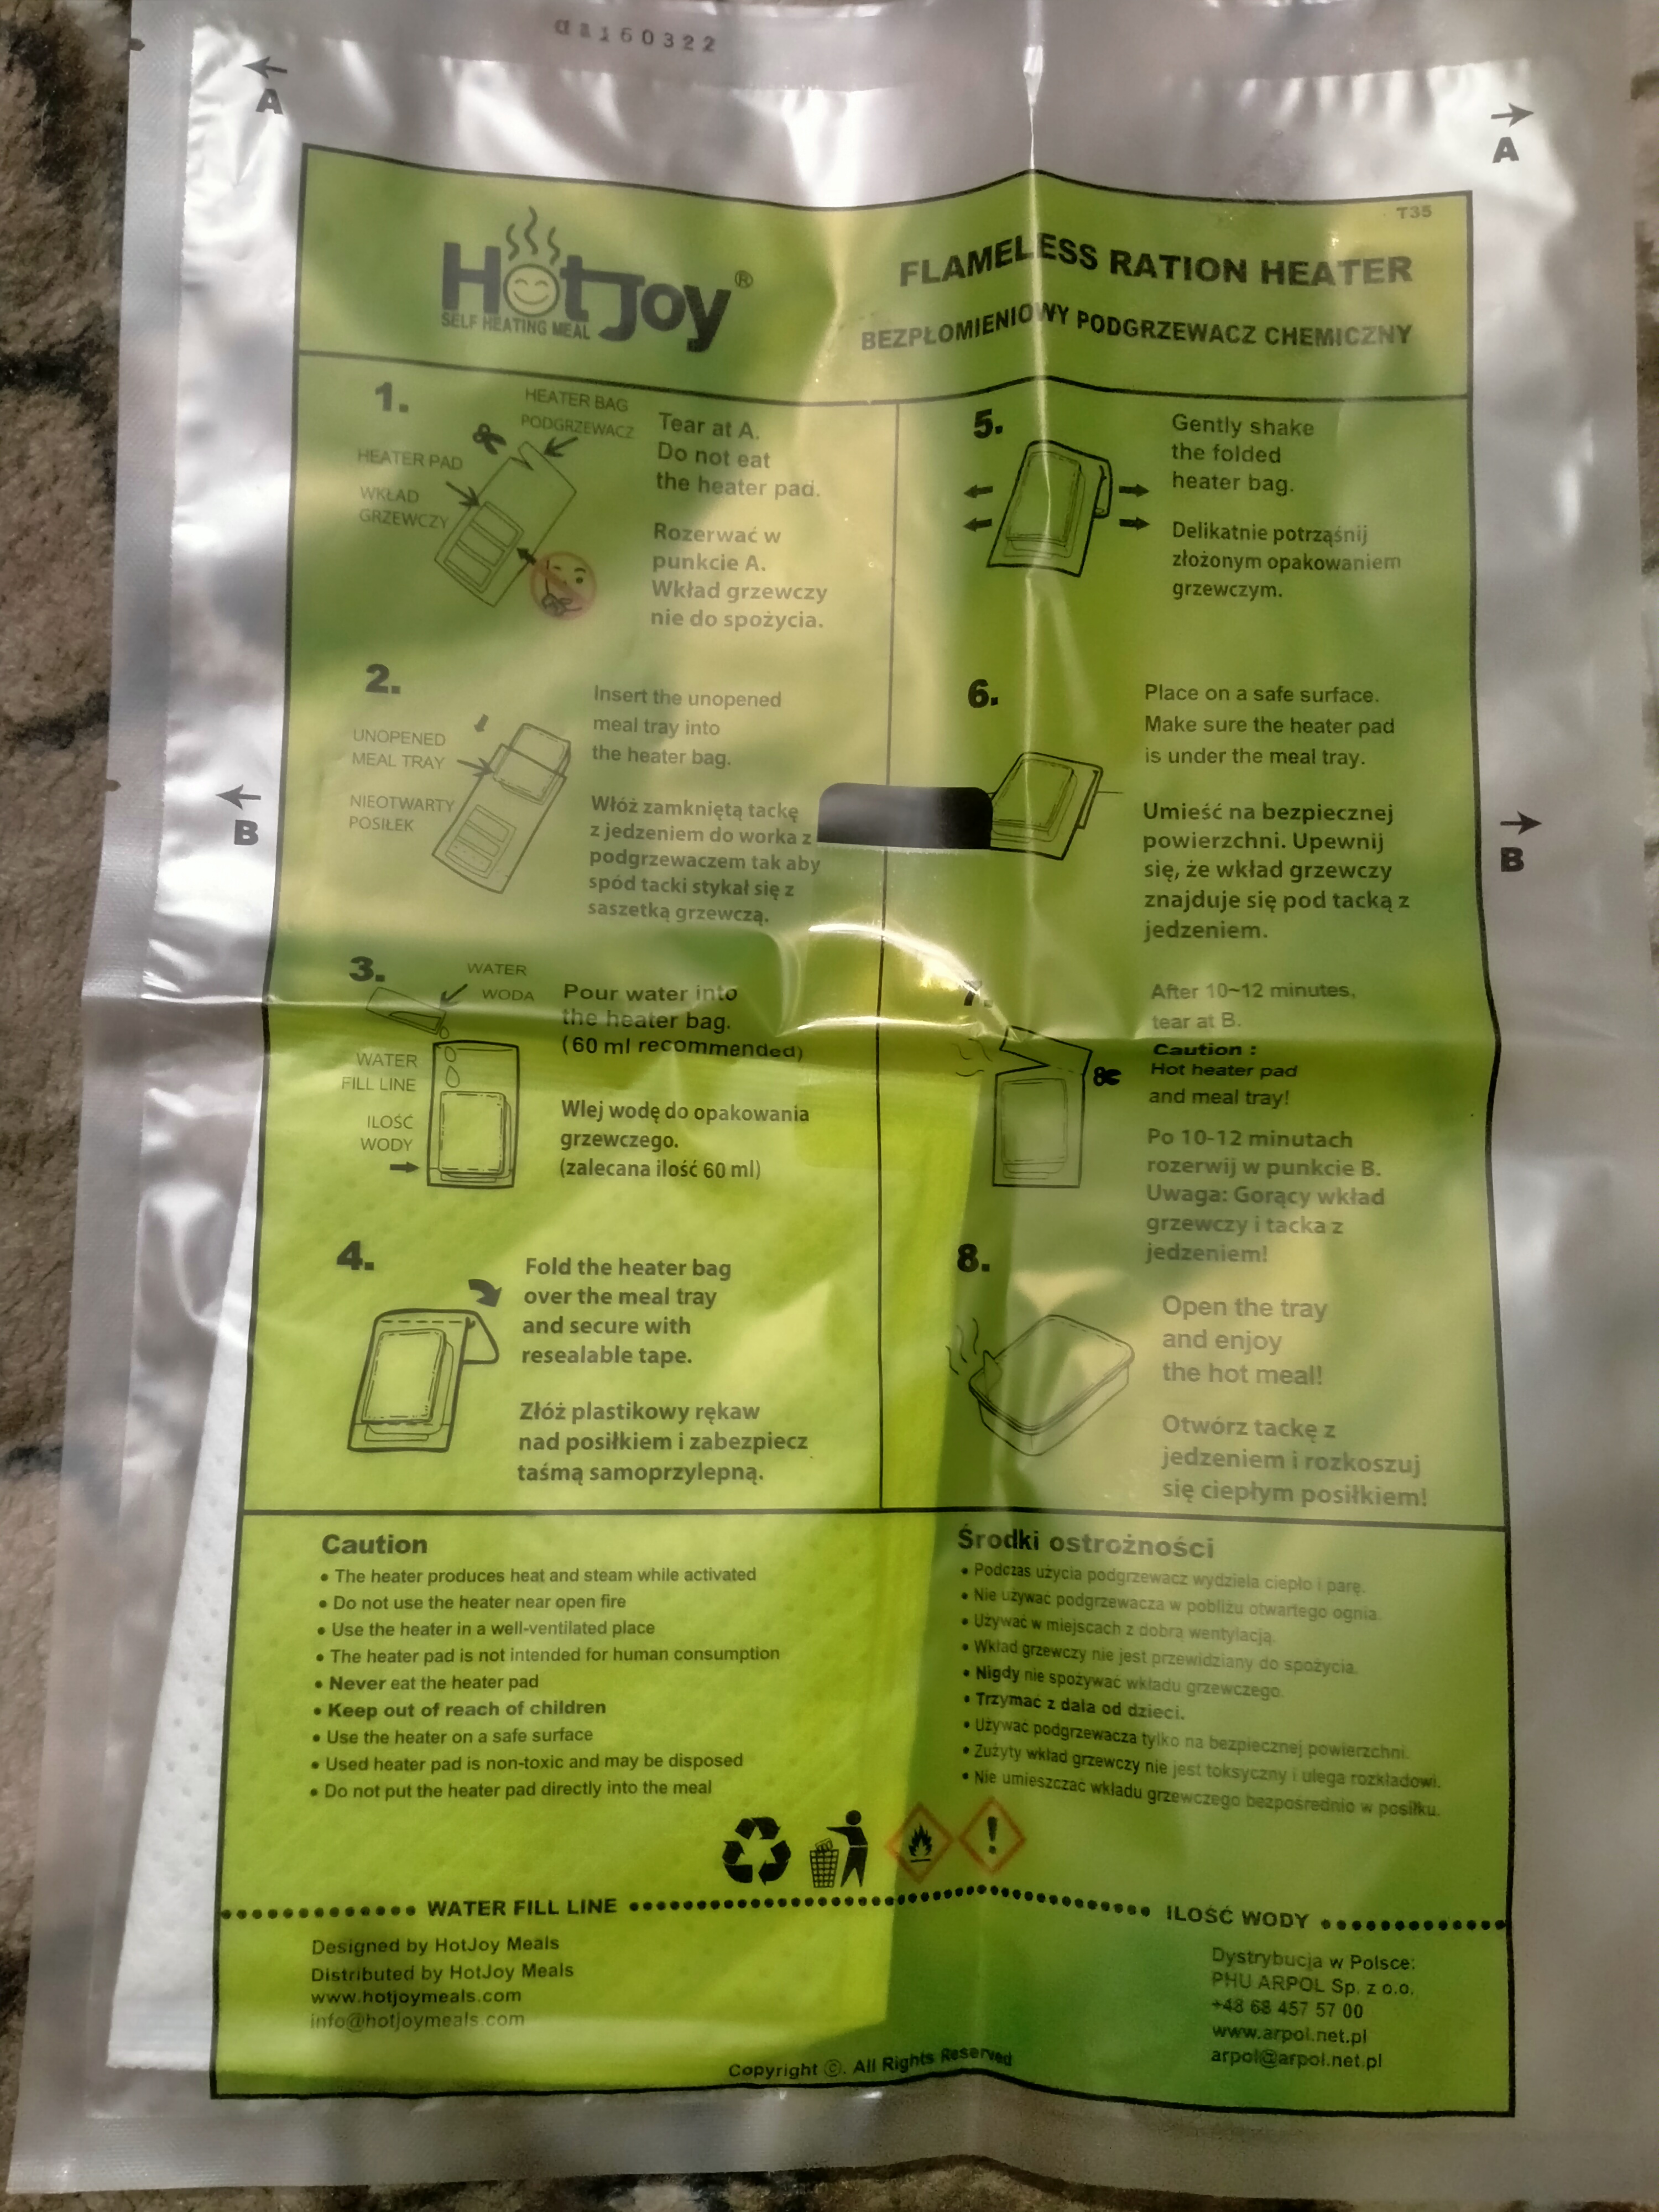 160322
A
A
T35
HotJoy®
SELF HEATING MEAL
FLAMELESS RATION HEATER
BEZPŁOMIENIOWY PODGRZEWACZ CHEMICZNY
1.
HEATER BAG
PODGRZEWACZ
HEATER PAD
WKŁAD
GRZEWCZY
Tear at A.
Do not eat
the heater pad.
Rozerwać w
punkcie A.
Wkład grzewczy
nie do spożycia.
2.
UNOPENED
MEAL TRAY
NIEOTWARTY
POSIŁEK
Insert the unopened
meal tray into
the heater bag.
Włóż zamkniętą tackę
z jedzeniem do worka z
podgrzewaczem tak aby
spód tacki stykał się z
saszetką grzewczą.
B
3.
WATER
WODA
WATER
FILL LINE
ILOŚĆ
WODY
Pour water into
the heater bag.
(60 ml recommended)
Wlej wodę do opakowania
grzewczego.
(zalecana ilość 60 ml)
4.
Fold the heater bag
over the meal tray
and secure with
resealable tape.
Złóż plastikowy rękaw
nad posiłkiem i zabezpiecz
taśmą samoprzylepną.
5.
Gently shake
the folded
heater bag.
Delikatnie potrząśnij
złożonym opakowaniem
grzewczym.
6.
Place on a safe surface.
Make sure the heater pad
is under the meal tray.
Umieść na bezpiecznej
powierzchni. Upewnij
się, że wkład grzewczy
znajduje się pod tacką z
jedzeniem.
B
7.
After 10~12 minutes,
tear at B.
Caution :
Hot heater pad
and meal tray!
Po 10-12 minutach
rozerwij w punkcie B.
Uwaga: Gorący wkład
grzewczy i tacka z
jedzeniem!
8.
Open the tray
and enjoy
the hot meal!
Otwórz tackę z
jedzeniem i rozkoszuj
się ciepłym posiłkiem!
Caution
• The heater produces heat and steam while activated
• Do not use the heater near open fire
• Use the heater in a well-ventilated place
• The heater pad is not intended for human consumption
• Never eat the heater pad
• Keep out of reach of children
• Use the heater on a safe surface
• Used heater pad is non-toxic and may be disposed
• Do not put the heater pad directly into the meal
Środki ostrożności
• Podczas użycia podgrzewacz wydziela ciepło i parę.
• Nie używać podgrzewacza w pobliżu otwartego ognia.
• Używać w miejscach z dobrą wentylacją.
• Wkład grzewczy nie jest przewidziany do spożycia.
• Nigdy nie spożywać wkładu grzewczego.
• Trzymać z dala od dzieci.
• Używać podgrzewacza tylko na bezpiecznej powierzchni.
• Zużyty wkład grzewczy nie jest toksyczny i ulega rozkładowi.
• Nie umieszczać wkładu grzewczego bezpośrednio w posiłku.
WATER FILL LINE
ILOŚĆ WODY
Designed by HotJoy Meals
Distributed by HotJoy Meals
www.hotjoymeals.com
info@hotjoymeals.com
Dystrybucja w Polsce:
PHU ARPOL Sp. z o.o.
+48 68 457 57 00
www.arpol.net.pl
arpol@arpol.net.pl
Copyright ©. All Rights Reserved